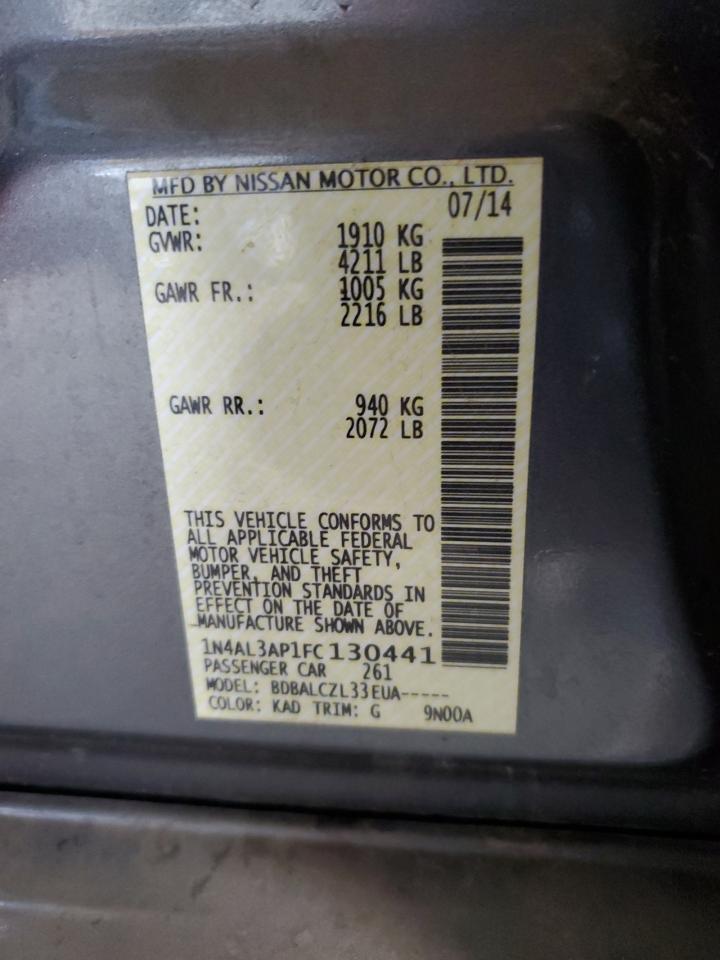 MFD BY NISSAN MOTOR CO., LTD.
DATE: 07/14
GVWR: 1910 KG
4211 LB
GAWR FR.: 1005 KG
2216 LB
GAWR RR.: 940 KG
2072 LB
THIS VEHICLE CONFORMS TO
ALL APPLICABLE FEDERAL
MOTOR VEHICLE SAFETY,
BUMPER, AND THEFT
PREVENTION STANDARDS IN
EFFECT ON THE DATE OF
MANUFACTURE SHOWN ABOVE.
1N4AL3AP1FC130441
PASSENGER CAR 261
MODEL: BDBALCZL33EUA-----
COLOR: KAD TRIM: G 9N00A